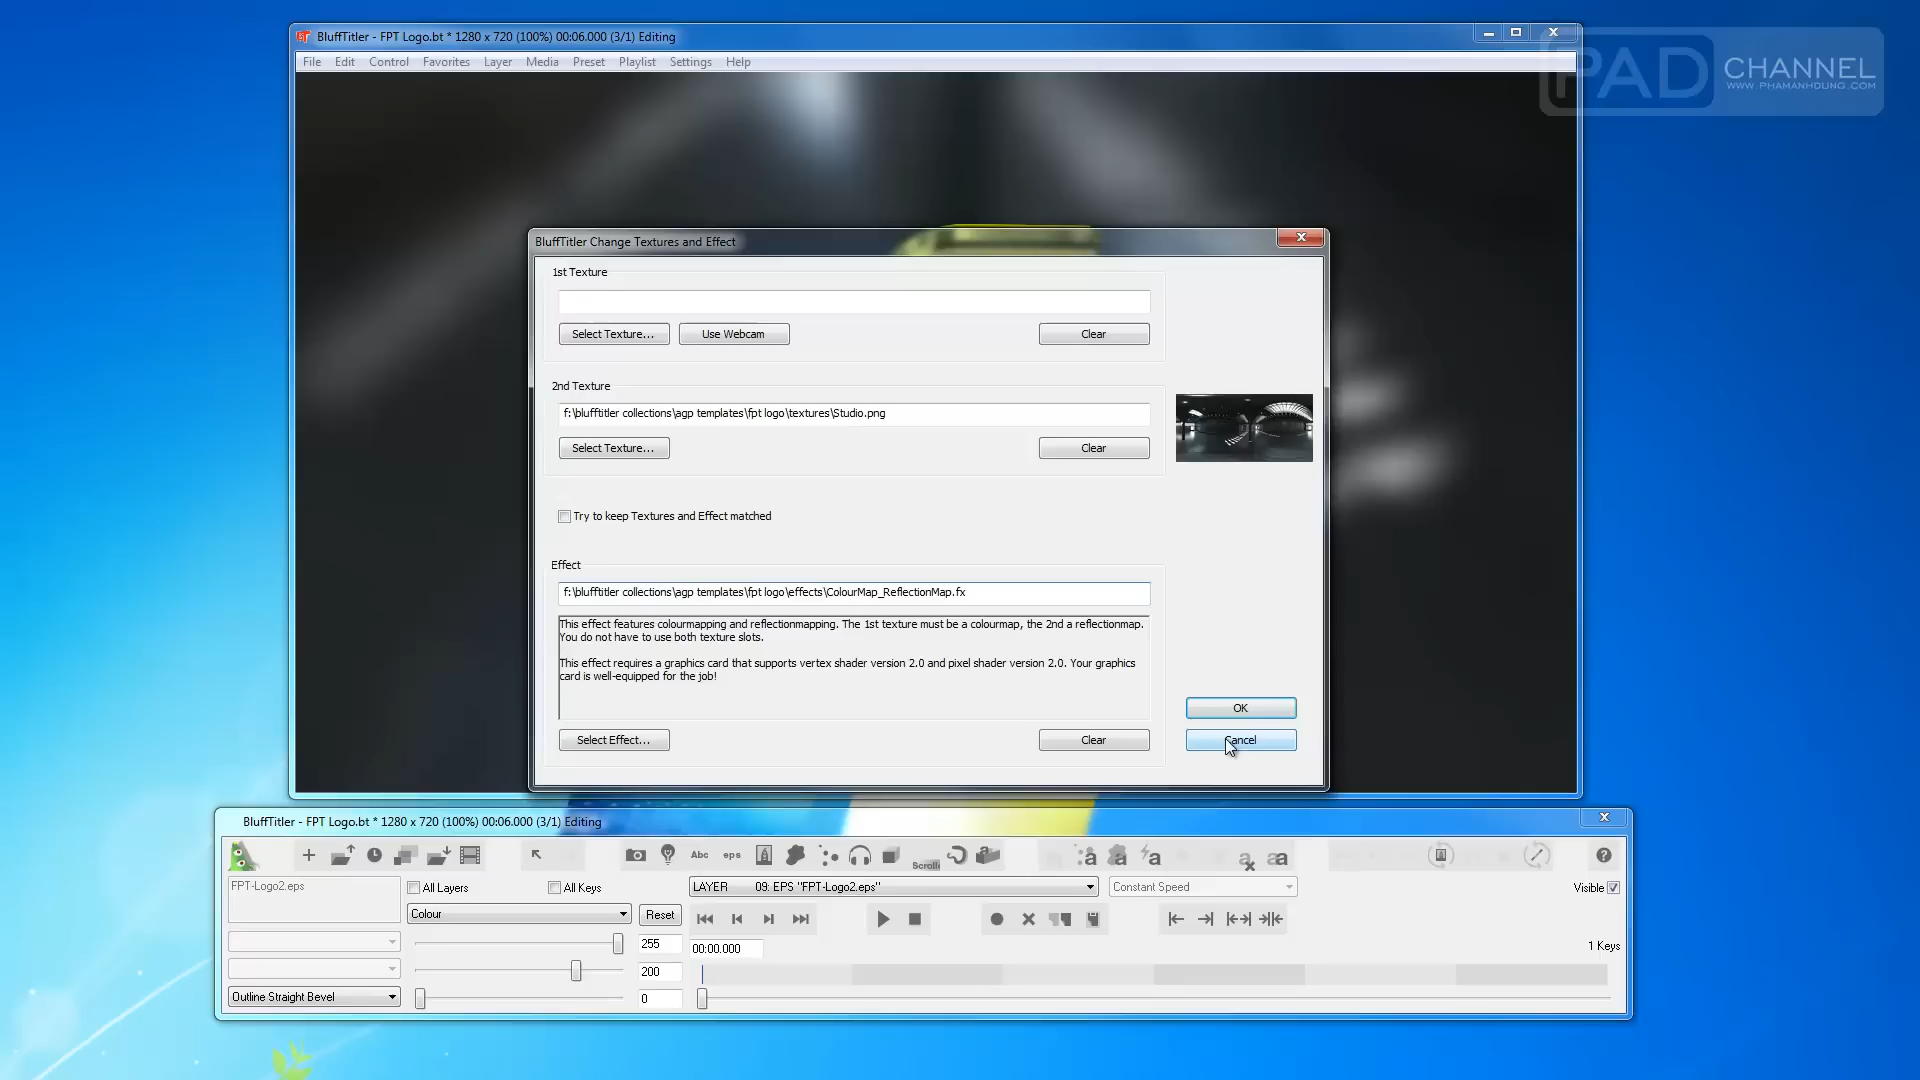 BluffTitler - FPT Logo.bt * 1280 x 720 (100%) 00:06.000 (3/1) Editing
File Edit Control Favorites Layer Media Preset Playlist Settings Help
PAD CHANNEL
WWW.PHAMANHDUNG.COM
BluffTitler Change Textures and Effect
1st Texture
Select Texture... Use Webcam Clear
2nd Texture
f:\blufftitler collections\agp templates\fpt logo\textures\Studio.png
Select Texture... Clear
Try to keep Textures and Effect matched
Effect
f:\blufftitler collections\agp templates\fpt logo\effects\ColourMap_ReflectionMap.fx
This effect features colourmapping and reflectionmapping. The 1st texture must be a colourmap, the 2nd a reflectionmap.
You do not have to use both texture slots.
This effect requires a graphics card that supports vertex shader version 2.0 and pixel shader version 2.0. Your graphics
card is well-equipped for the job!
OK
Select Effect... Clear Cancel
BluffTitler - FPT Logo.bt * 1280 x 720 (100%) 00:06.000 (3/1) Editing
Abc eps Scroll a a a a aa
FPT-Logo2.eps All Layers All Keys LAYER 09: EPS "FPT-Logo2.eps" Constant Speed Visible
Colour Reset
255 00:00.000 1 Keys
200
Outline Straight Bevel 0